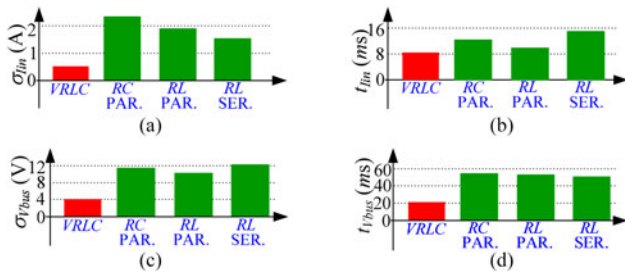 σ_Iin (A)
2
1
0
VRLC
RC PAR.
RL PAR.
RL SER.
(a)
t_Iin (ms)
16
8
0
VRLC
RC PAR.
RL PAR.
RL SER.
(b)
σ_Vbus (V)
12
8
4
0
VRLC
RC PAR.
RL PAR.
RL SER.
(c)
t_Vbus (ms)
60
40
20
0
VRLC
RC PAR.
RL PAR.
RL SER.
(d)